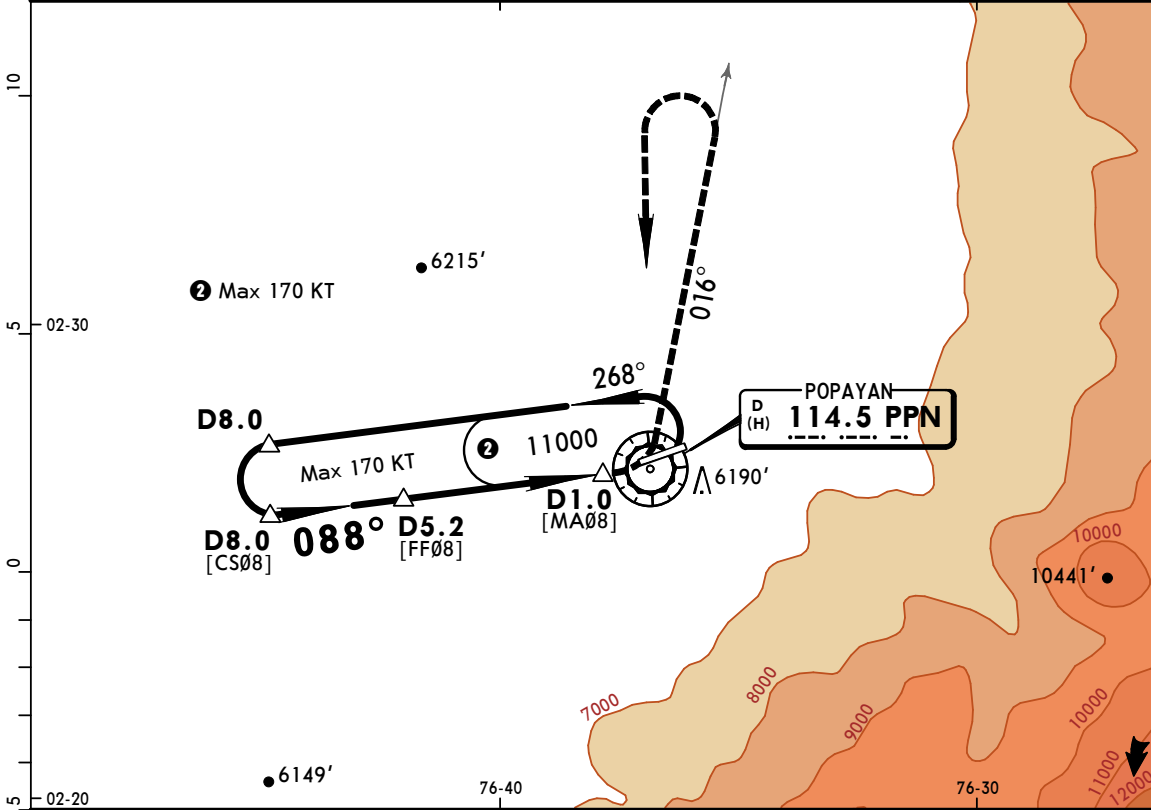 10
016°
6215'
❷ Max 170 KT
5
02-30
268°
POPAYAN
D
(H)
114.5 PPN
D8.0
❷
11000
Max 170 KT
6190'
D1.0
[MAØ8]
D8.0
[CSØ8]
088°
D5.2
[FFØ8]
0
10000
10441'
7000
8000
9000
10000
11000
12000
6149'
5
02-20
76-40
76-30